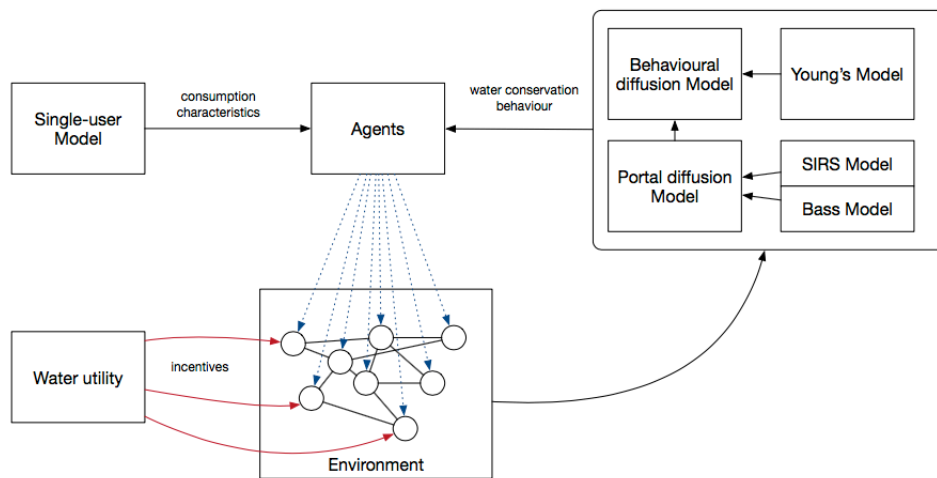 Single-user
Model
consumption
characteristics
Agents
water conservation
behaviour
Behavioural
diffusion Model
Young's Model
Portal diffusion
Model
SIRS Model
Bass Model
Water utility
incentives
Environment